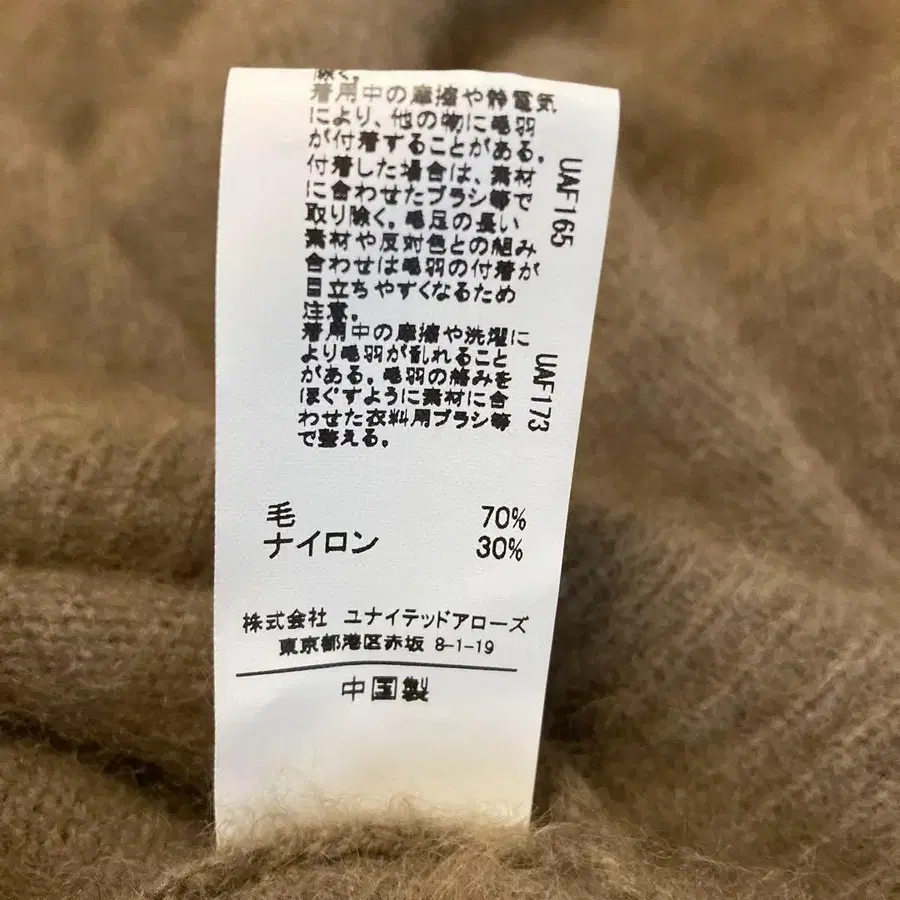 除く。
着用中の摩擦や静電気
により、他の物に毛羽
が付着することがある。
付着した場合は、素材
に合わせたブラシ等で
取り除く。毛足の長い
素材や反対色との組み
合わせは毛羽の付着が
目立ちやすくなるため
注意。
UAF165
着用中の摩擦や洗濯に
より毛羽が乱れること
がある。毛羽の絡みを
ほぐすように素材に合
わせた衣料用ブラシ等
で整える。
UAF173
毛 70%
ナイロン 30%
株式会社 ユナイテッドアローズ
東京都港区赤坂 8-1-19
中国製